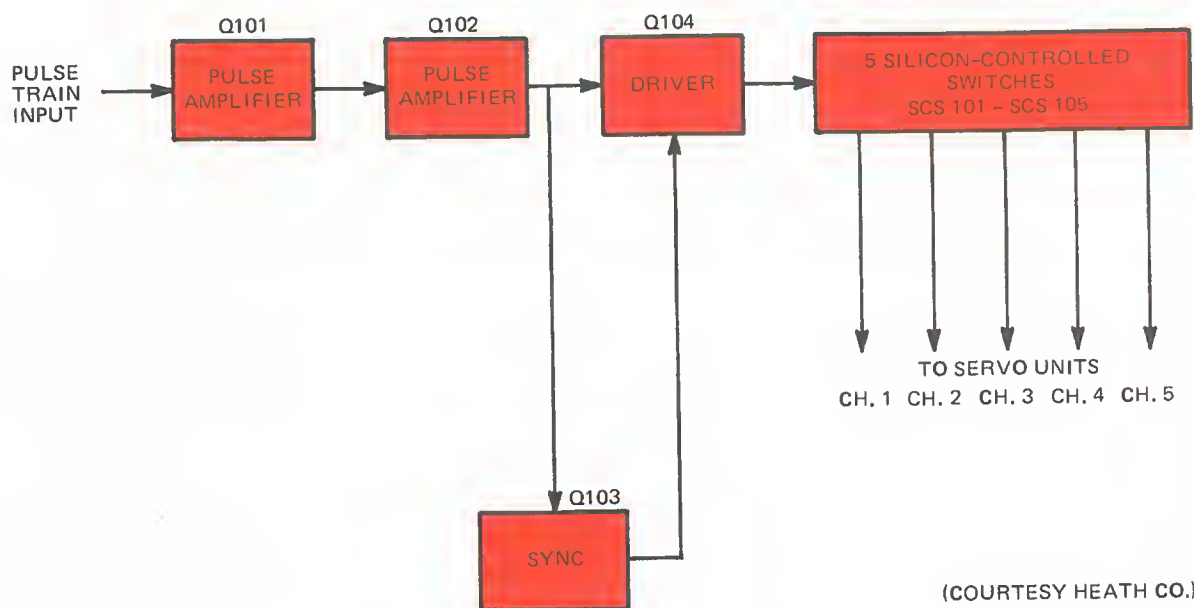 Q101
Q102
Q104
PULSE
TRAIN
INPUT
PULSE
AMPLIFIER
PULSE
AMPLIFIER
DRIVER
5 SILICON-CONTROLLED
SWITCHES
SCS 101 – SCS 105
TO SERVO UNITS
CH. 1 CH. 2 CH. 3 CH. 4 CH. 5
Q103
SYNC
(COURTESY HEATH CO.)